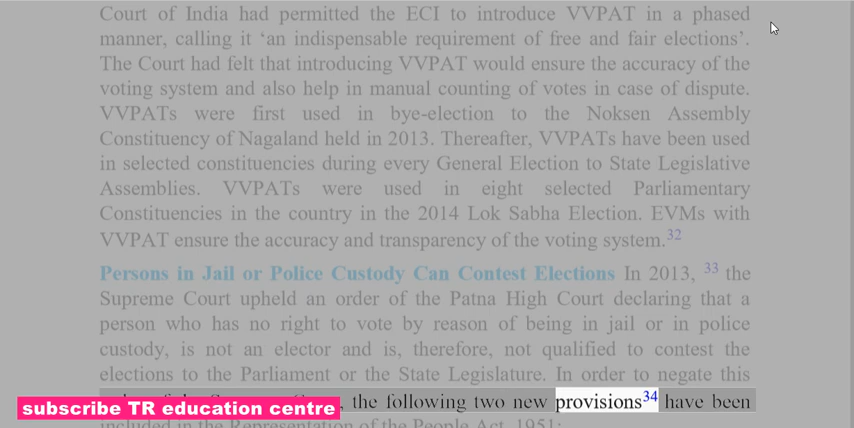 Court of India had permitted the ECI to introduce VVPAT in a phased
manner, calling it ‘an indispensable requirement of free and fair elections’.
The Court had felt that introducing VVPAT would ensure the accuracy of the
voting system and also help in manual counting of votes in case of dispute.
VVPATs were first used in bye-election to the Noksen Assembly
Constituency of Nagaland held in 2013. Thereafter, VVPATs have been used
in selected constituencies during every General Election to State Legislative
Assemblies. VVPATs were used in eight selected Parliamentary
Constituencies in the country in the 2014 Lok Sabha Election. EVMs with
VVPAT ensure the accuracy and transparency of the voting system.32
Persons in Jail or Police Custody Can Contest Elections In 2013, 33 the
Supreme Court upheld an order of the Patna High Court declaring that a
person who has no right to vote by reason of being in jail or in police
custody, is not an elector and is, therefore, not qualified to contest the
elections to the Parliament or the State Legislature. In order to negate this
, the following two new provisions34 have been
subscribe TR education centre
included in the Representation of the People Act, 1951: